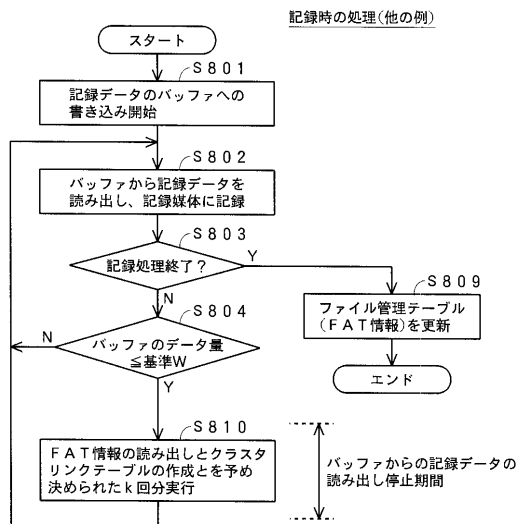 記録時の処理(他の例)
スタート
S801
記録データのバッファへの
書き込み開始
S802
バッファから記録データを
読み出し、記録媒体に記録
S803
記録処理終了?
Y
N
S809
ファイル管理テーブル
(FAT情報)を更新
エンド
S804
バッファのデータ量
≦基準W
N
Y
S810
FAT情報の読み出しとクラスタ
リンクテーブルの作成とを予め
決められたk回分実行
バッファからの記録データの
読み出し停止期間